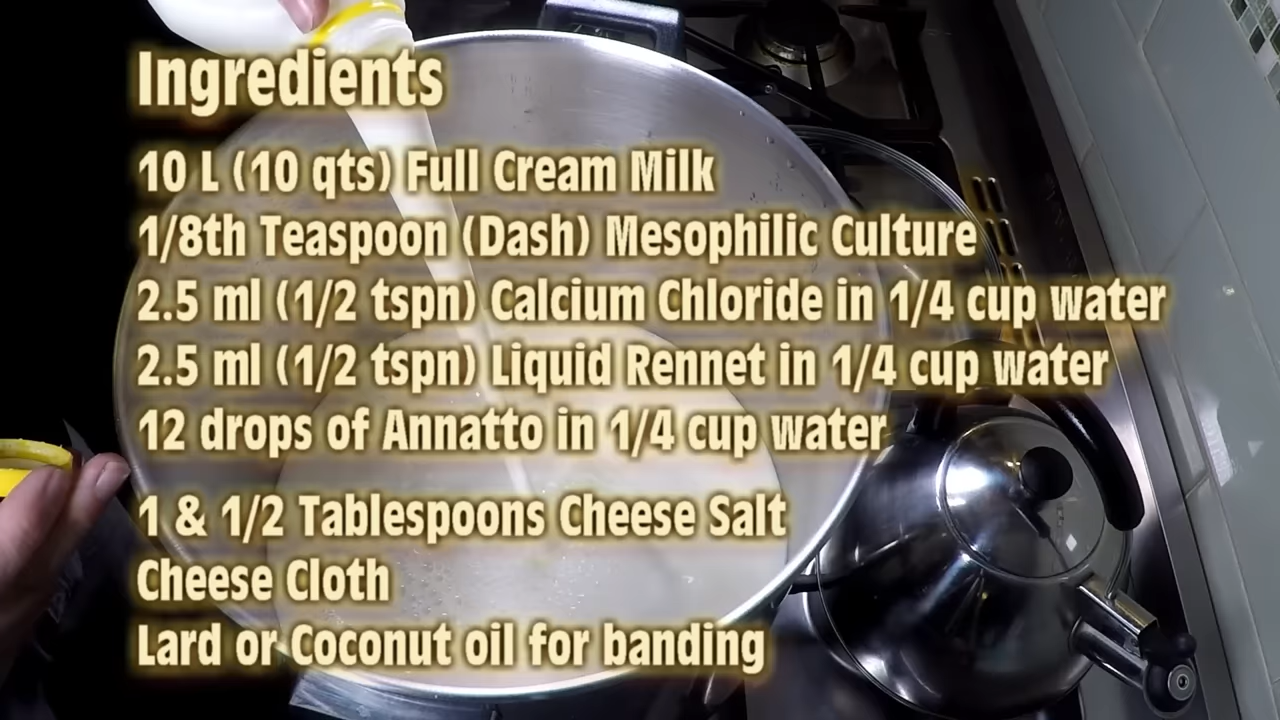 Ingredients
10 L (10 qts) Full Cream Milk
1/8th Teaspoon (Dash) Mesophilic Culture
2.5 ml (1/2 tspn) Calcium Chloride in 1/4 cup water
2.5 ml (1/2 tspn) Liquid Rennet in 1/4 cup water
12 drops of Annatto in 1/4 cup water
1 & 1/2 Tablespoons Cheese Salt
Cheese Cloth
Lard or Coconut oil for banding